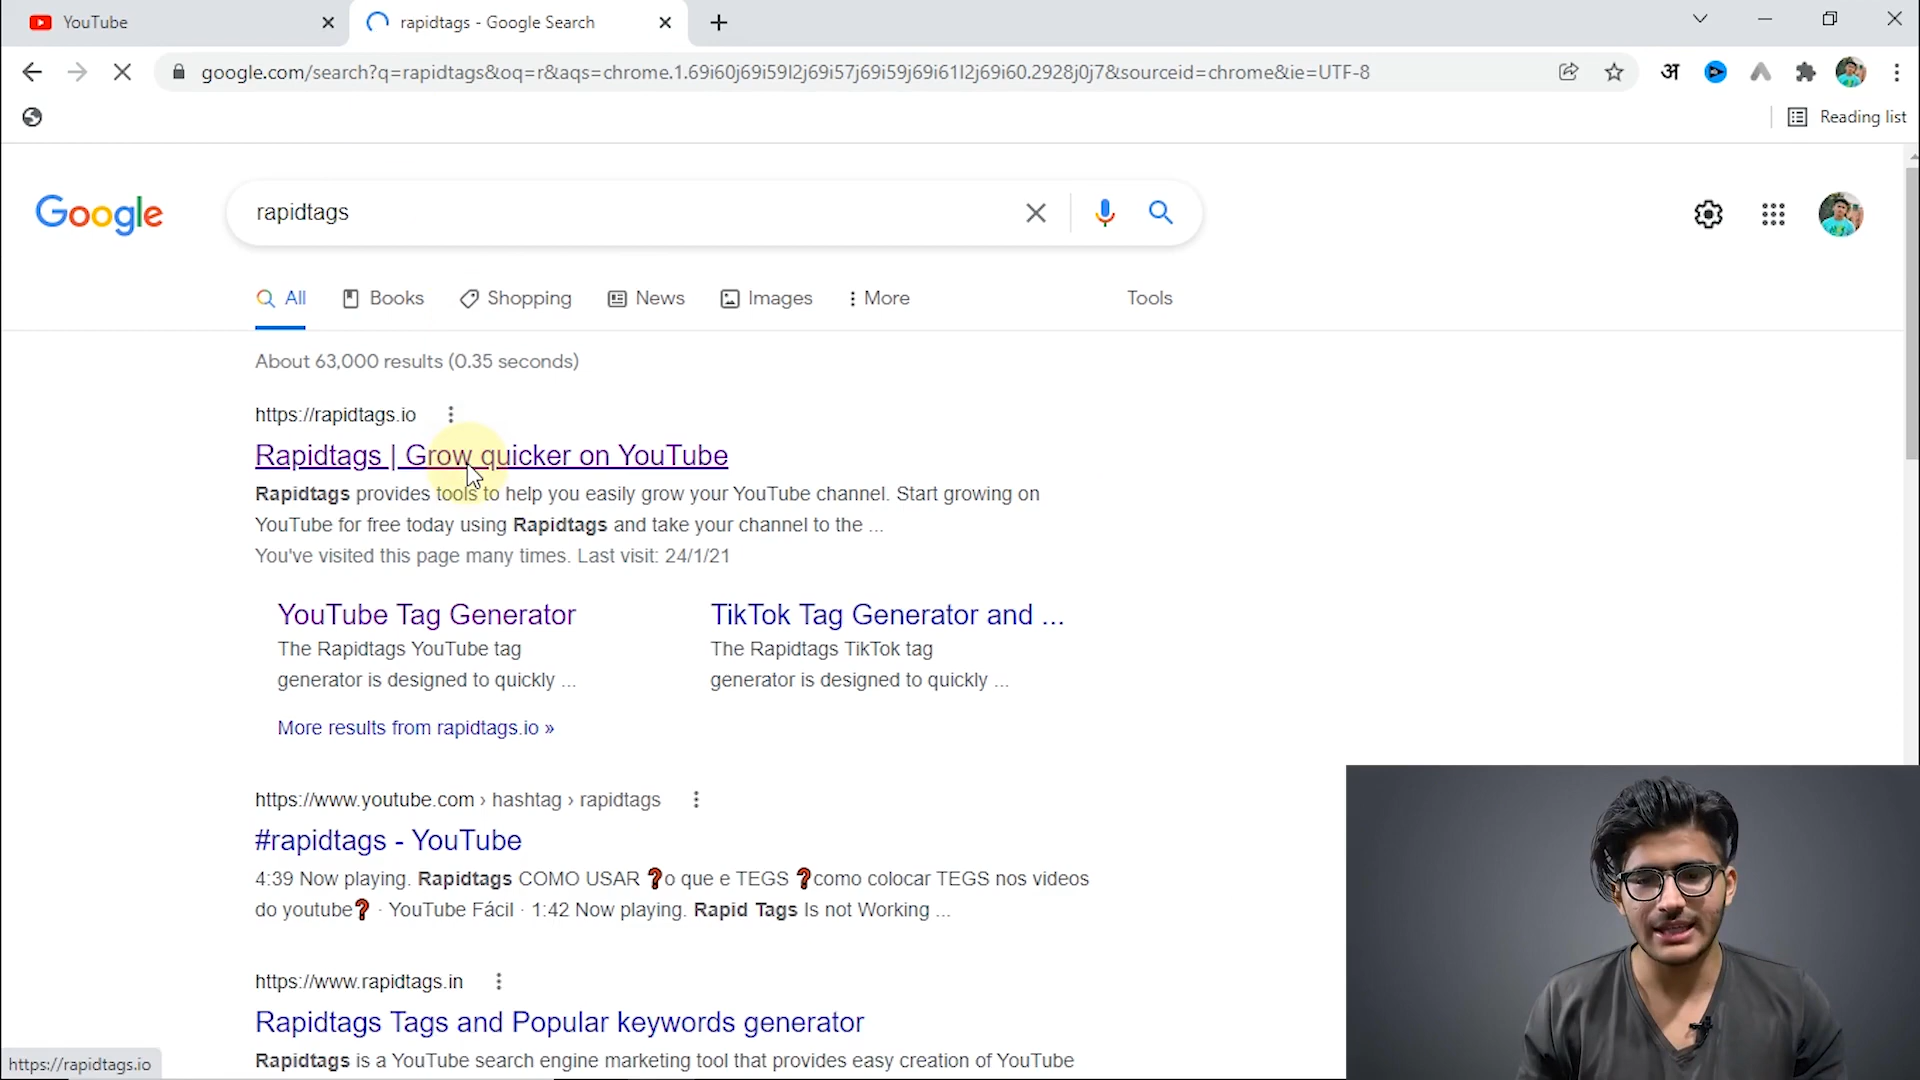 YouTube
rapidtags - Google Search
google.com/search?q=rapidtags&oq=r&aqs=chrome.1.69i60j69i59l2j69i57j69i59j69i61l2j69i60.2928j0j7&sourceid=chrome&ie=UTF-8
अ
Reading list
Google
rapidtags
All
Books
Shopping
News
Images
More
Tools
About 63,000 results (0.35 seconds)
https://rapidtags.io
Rapidtags | Grow quicker on YouTube
Rapidtags provides tools to help you easily grow your YouTube channel. Start growing on
YouTube for free today using Rapidtags and take your channel to the ...
You've visited this page many times. Last visit: 24/1/21
YouTube Tag Generator
The Rapidtags YouTube tag
generator is designed to quickly ...
TikTok Tag Generator and ...
The Rapidtags TikTok tag
generator is designed to quickly ...
More results from rapidtags.io »
https://www.youtube.com › hashtag › rapidtags
#rapidtags - YouTube
4:39 Now playing. Rapidtags COMO USAR ❓o que e TEGS ❓como colocar TEGS nos videos
do youtube❓ · YouTube Fácil · 1:42 Now playing. Rapid Tags Is not Working ...
https://www.rapidtags.in
Rapidtags Tags and Popular keywords generator
Rapidtags is a YouTube search engine marketing tool that provides easy creation of YouTube
https://rapidtags.io